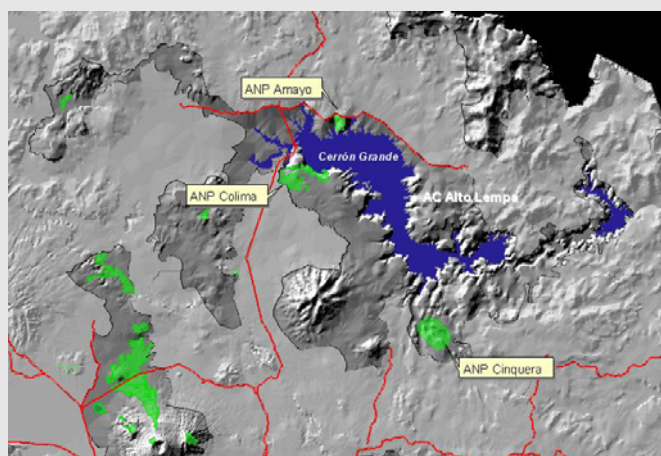 ANP Amayo
Cerrón Grande
ANP Colima
AC Alto Lempa
ANP Cinquera